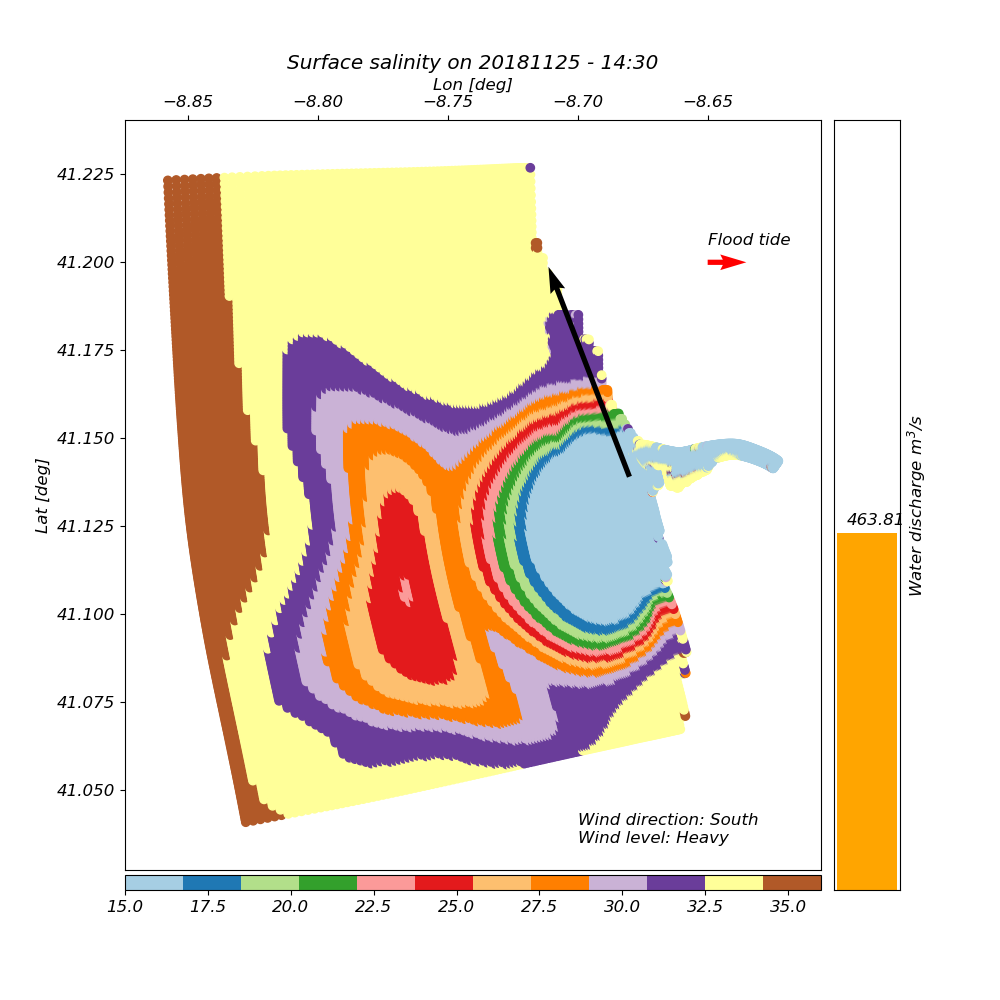 Surface salinity on 20181125 - 14:30
Lon [deg]
−8.85 −8.80 −8.75 −8.70 −8.65
41.225
41.200
41.175
41.150
41.125
41.100
41.075
41.050
Lat [deg]
Flood tide
Wind direction: South
Wind level: Heavy
463.81
Water discharge m³/s
15.0 17.5 20.0 22.5 25.0 27.5 30.0 32.5 35.0